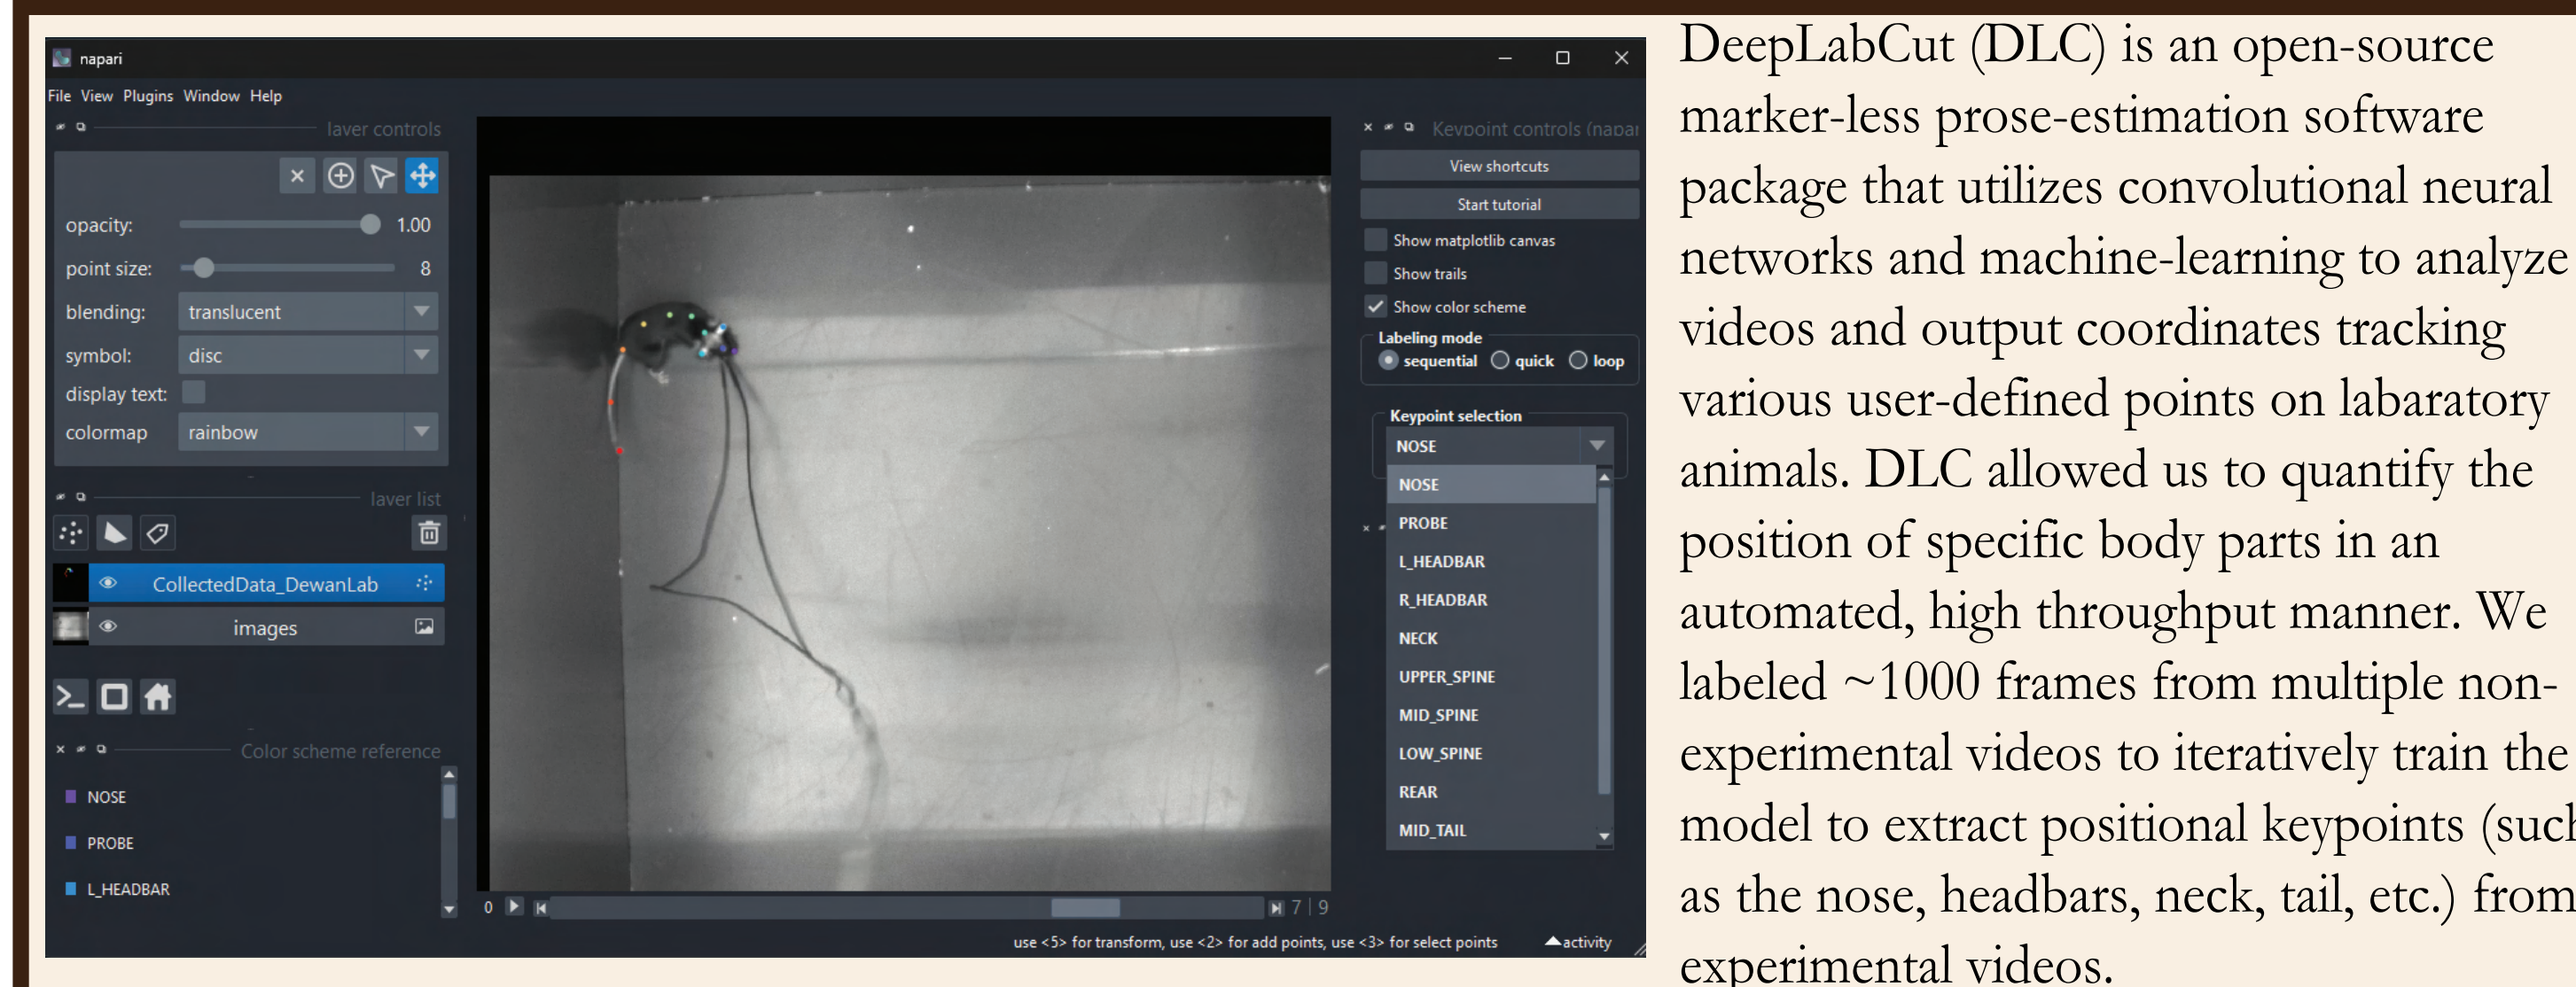 napari
File View Plugins Window Help
layer controls
opacity: 1.00
point size: 8
blending: translucent
symbol: disc
display text:
colormap rainbow
layer list
CollectedData_DewanLab
images
Color scheme reference
NOSE
PROBE
L_HEADBAR
0
7 | 9
use <5> for transform, use <2> for add points, use <3> for select points
activity
Keypoint controls (napar
View shortcuts
Start tutorial
Show matplotlib canvas
Show trails
Show color scheme
Labeling mode
sequential quick loop
Keypoint selection
NOSE
NOSE
PROBE
L_HEADBAR
R_HEADBAR
NECK
UPPER_SPINE
MID_SPINE
LOW_SPINE
REAR
MID_TAIL
DeepLabCut (DLC) is an open-source
marker-less prose-estimation software
package that utilizes convolutional neural
networks and machine-learning to analyze
videos and output coordinates tracking
various user-defined points on labaratory
animals. DLC allowed us to quantify the
position of specific body parts in an
automated, high throughput manner. We
labeled ~1000 frames from multiple non-
experimental videos to iteratively train the
model to extract positional keypoints (such
as the nose, headbars, neck, tail, etc.) from
experimental videos.